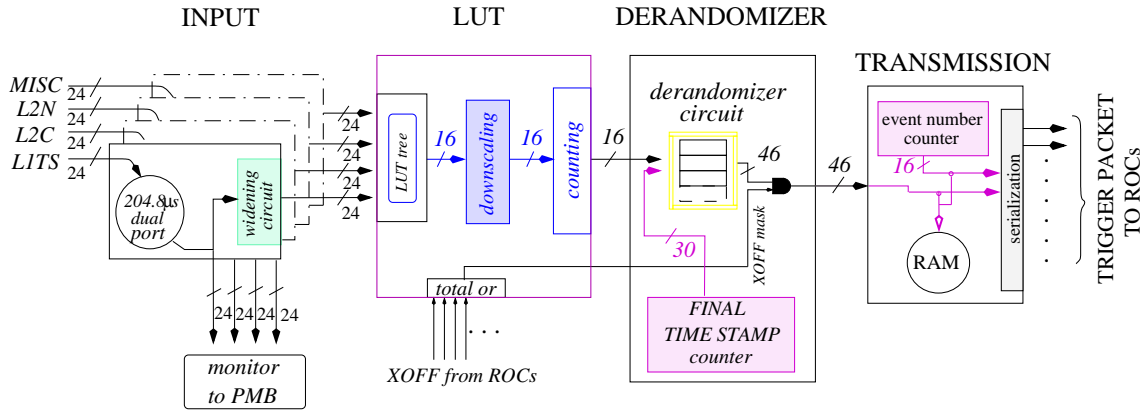 INPUT
LUT
DERANDOMIZER
TRANSMISSION
MISC
24
L2N
24
L2C
24
L1TS
24
204.8µs
dual
port
widening
circuit
24
24
24
24
24
24
24
24
monitor
to PMB
LUT tree
16
downscaling
16
counting
16
total or
. . .
XOFF from ROCs
derandomizer
circuit
46
XOFF mask
30
FINAL
TIME STAMP
counter
46
event number
counter
16
RAM
serialization
TRIGGER PACKET
TO ROCs